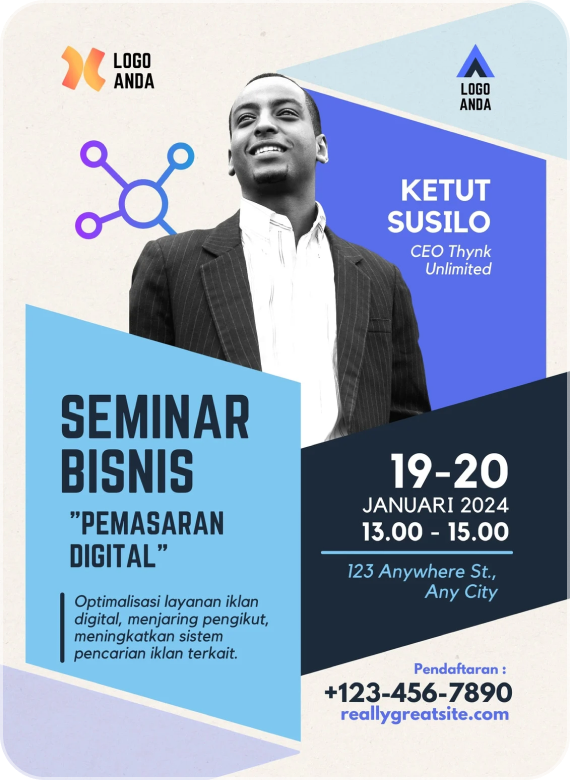 LOGO
ANDA
LOGO
ANDA
KETUT
SUSILO
CEO Thynk
Unlimited
SEMINAR
BISNIS
"PEMASARAN
DIGITAL"
Optimalisasi layanan iklan
digital, menjaring pengikut,
meningkatkan sistem
pencarian iklan terkait.
19-20
JANUARI 2024
13.00 - 15.00
123 Anywhere St.,
Any City
Pendaftaran :
+123-456-7890
reallygreatsite.com